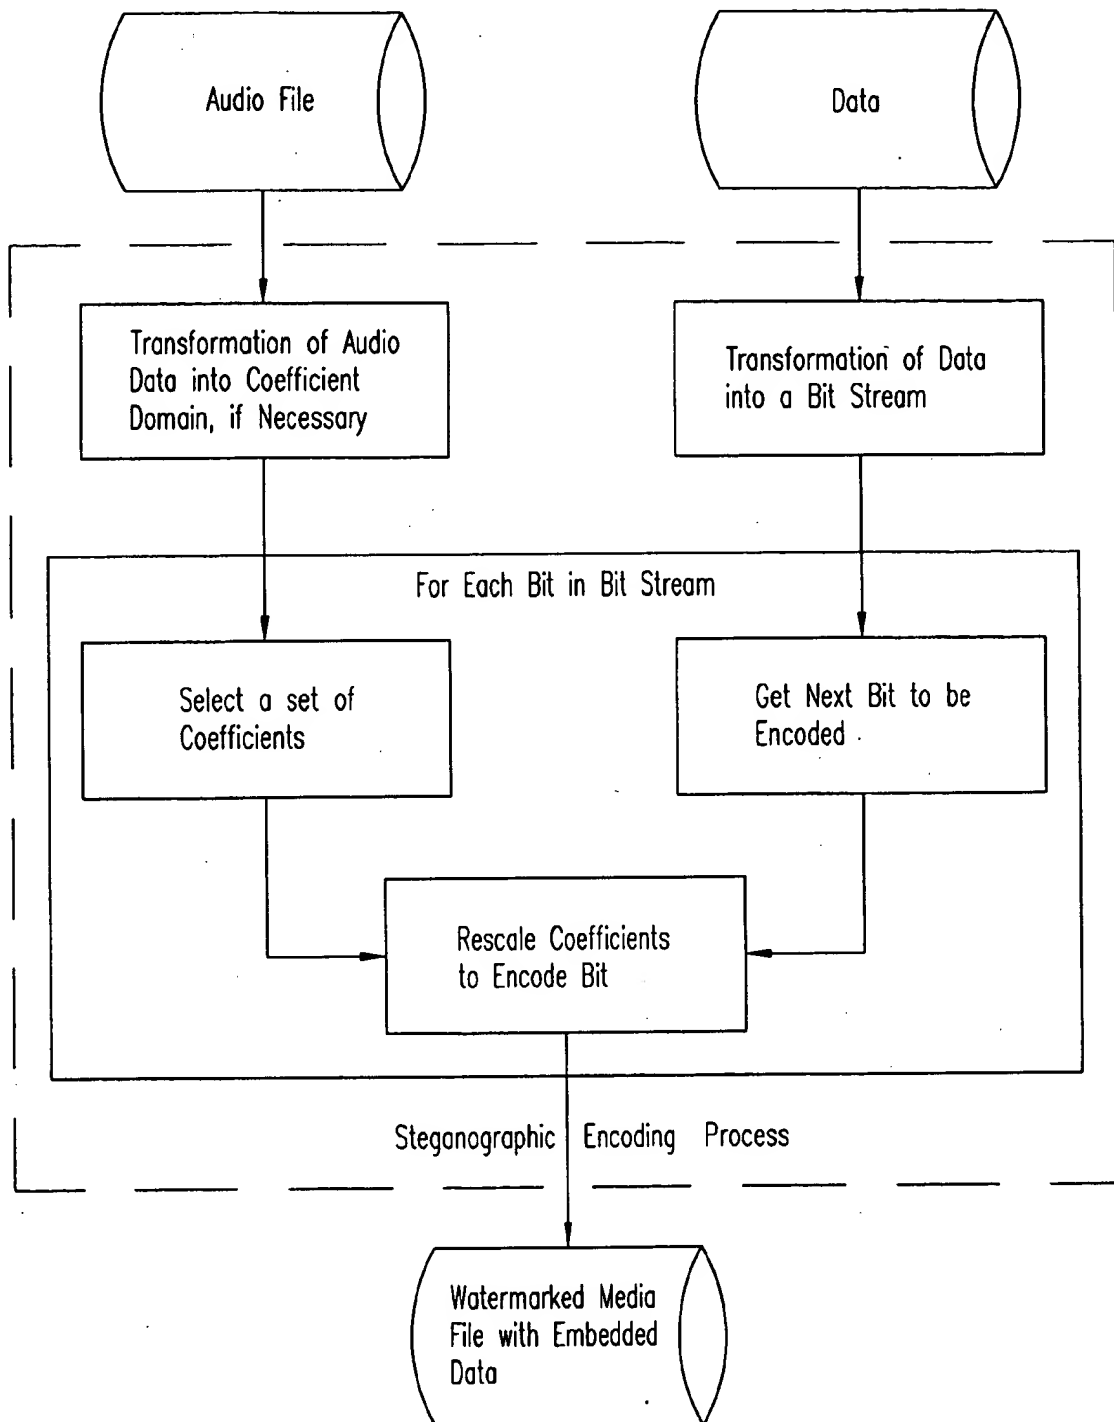 Audio File
Data
Transformation of Audio
Data into Coefficient
Domain, if Necessary
Transformation of Data
into a Bit Stream
For Each Bit in Bit Stream
Select a set of
Coefficients
Get Next Bit to be
Encoded
Rescale Coefficients
to Encode Bit
Steganographic Encoding Process
Watermarked Media
File with Embedded
Data